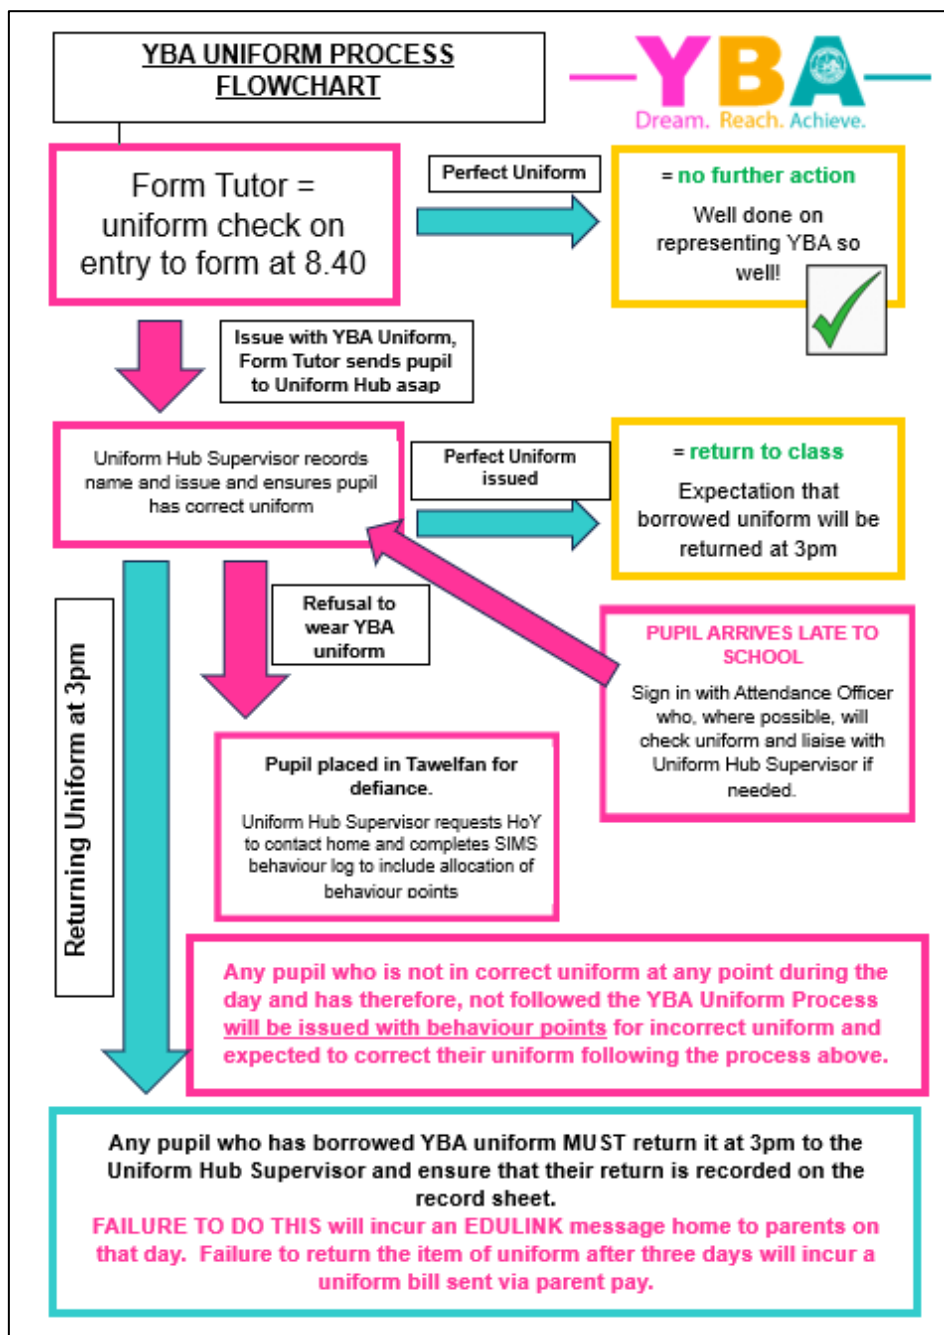 YBA UNIFORM PROCESS
FLOWCHART
YBA
Dream. Reach. Achieve.
Form Tutor =
uniform check on
entry to form at 8.40
Perfect Uniform
= no further action
Well done on
representing YBA so
well!
Issue with YBA Uniform,
Form Tutor sends pupil
to Uniform Hub asap
Uniform Hub Supervisor records
name and issue and ensures pupil
has correct uniform
Perfect Uniform
issued
= return to class
Expectation that
borrowed uniform will be
returned at 3pm
Refusal to
wear YBA
uniform
PUPIL ARRIVES LATE TO
SCHOOL
Sign in with Attendance Officer
who, where possible, will
check uniform and liaise with
Uniform Hub Supervisor if
needed.
Returning Uniform at 3pm
Pupil placed in Tawelfan for
defiance.
Uniform Hub Supervisor requests HoY
to contact home and completes SIMS
behaviour log to include allocation of
behaviour points
Any pupil who is not in correct uniform at any point during the
day and has therefore, not followed the YBA Uniform Process
will be issued with behaviour points for incorrect uniform and
expected to correct their uniform following the process above.
Any pupil who has borrowed YBA uniform MUST return it at 3pm to the
Uniform Hub Supervisor and ensure that their return is recorded on the
record sheet.
FAILURE TO DO THIS will incur an EDULINK message home to parents on
that day.  Failure to return the item of uniform after three days will incur a
uniform bill sent via parent pay.